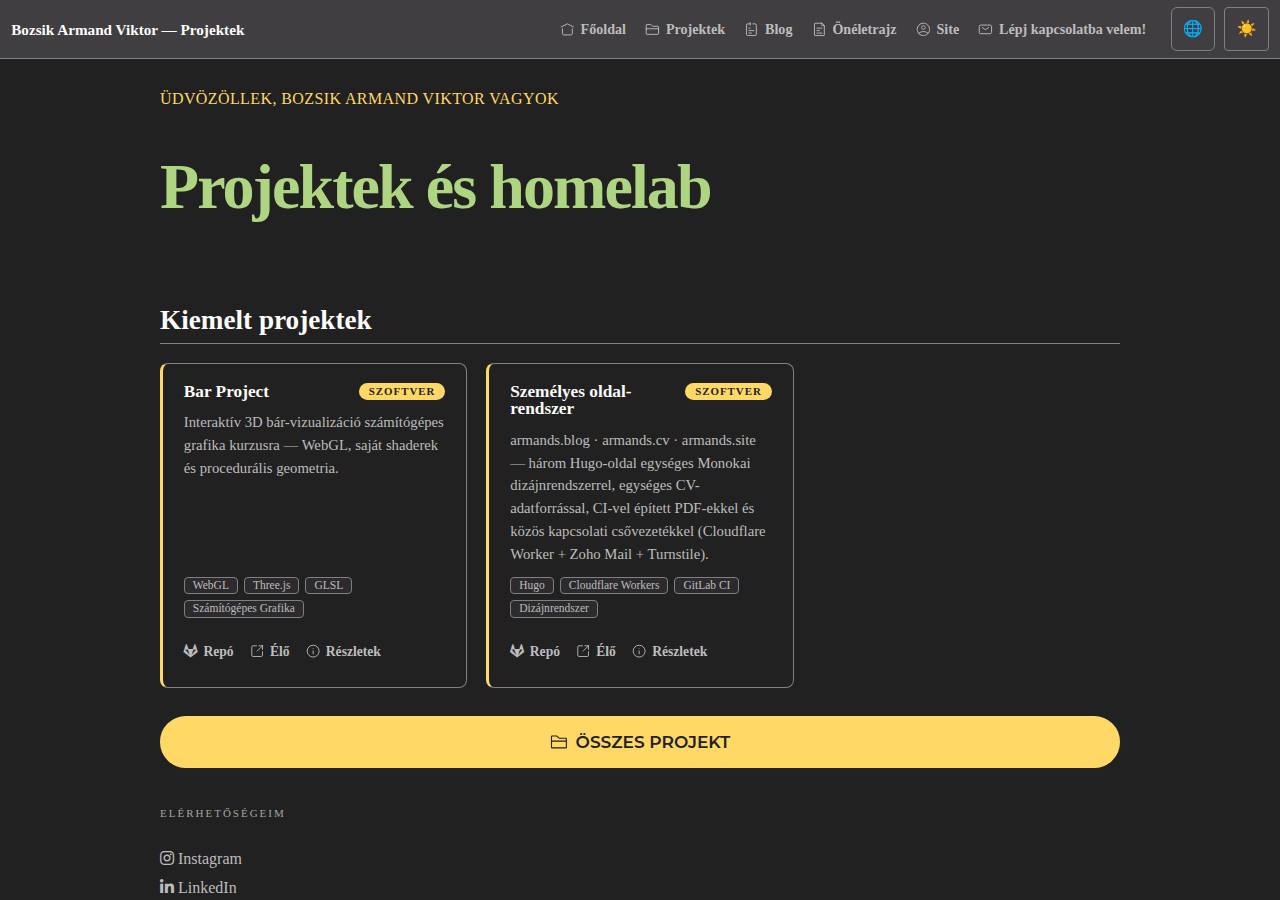 Bozsik Armand Viktor — Projektek
Főoldal
Projektek
Blog
Önéletrajz
Site
Lépj kapcsolatba velem!
ÜDVÖZÖLLEK, BOZSIK ARMAND VIKTOR VAGYOK
Projektek és homelab
Kiemelt projektek
Bar Project
SZOFTVER
Interaktív 3D bár-vizualizáció számítógépes
grafika kurzusra — WebGL, saját shaderek
és procedurális geometria.
WebGL
Three.js
GLSL
Számítógépes Grafika
Repó
Élő
Részletek
Személyes oldal-
rendszer
SZOFTVER
armands.blog · armands.cv · armands.site
— három Hugo-oldal egységes Monokai
dizájnrendszerrel, egységes CV-
adatforrással, CI-vel épített PDF-ekkel és
közös kapcsolati csővezetékkel (Cloudflare
Worker + Zoho Mail + Turnstile).
Hugo
Cloudflare Workers
GitLab CI
Dizájnrendszer
Repó
Élő
Részletek
ÖSSZES PROJEKT
ELÉRHETŐSÉGEIM
Instagram
LinkedIn